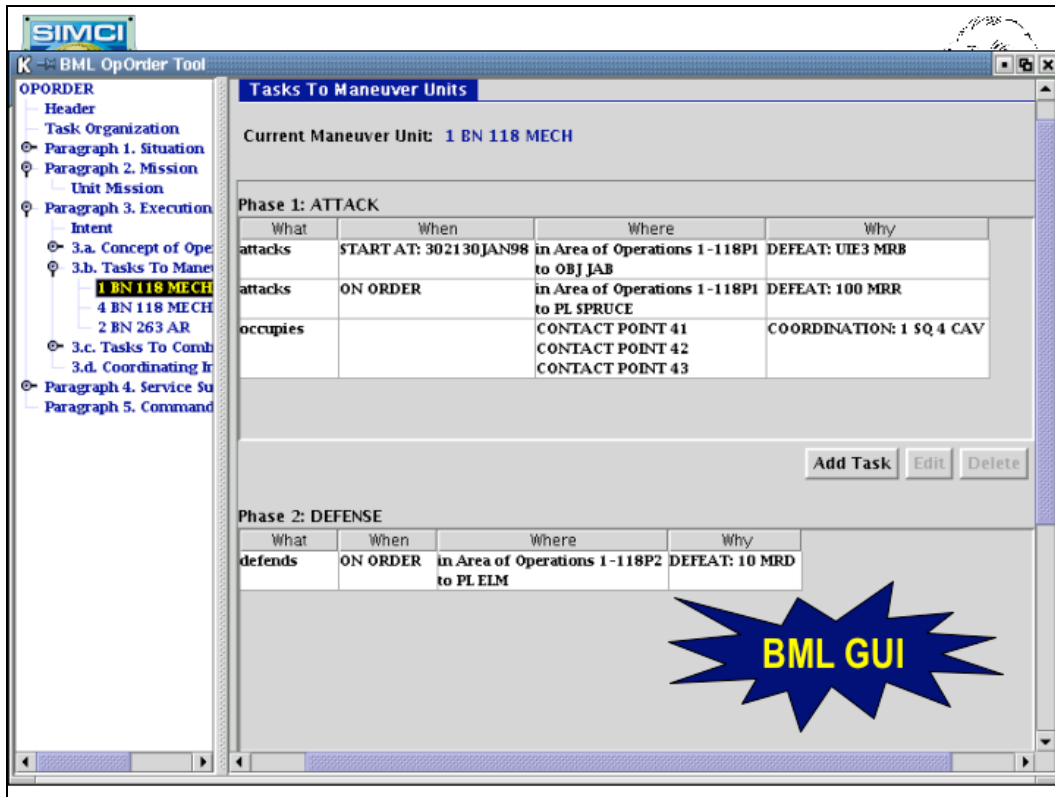 SIMCI
BML OpOrder Tool
OPORDER
Header
Task Organization
Paragraph 1. Situation
Paragraph 2. Mission
Unit Mission
Paragraph 3. Execution
Intent
3.a. Concept of Ope
3.b. Tasks To Mane
1 BN 118 MECH
4 BN 118 MECH
2 BN 263 AR
3.c. Tasks To Comb
3.d. Coordinating In
Paragraph 4. Service Su
Paragraph 5. Command
Tasks To Maneuver Units
Current Maneuver Unit: 1 BN 118 MECH
Phase 1: ATTACK
What When Where Why
attacks START AT: 302130JAN98 in Area of Operations 1-118P1 DEFEAT: UIE3 MRB
to OBJ JAB
attacks ON ORDER in Area of Operations 1-118P1 DEFEAT: 100 MRR
to PL SPRUCE
occupies CONTACT POINT 41 COORDINATION: 1 SQ 4 CAV
CONTACT POINT 42
CONTACT POINT 43
Add Task Edit Delete
Phase 2: DEFENSE
What When Where Why
defends ON ORDER in Area of Operations 1-118P2 DEFEAT: 10 MRD
to PL ELM
BML GUI